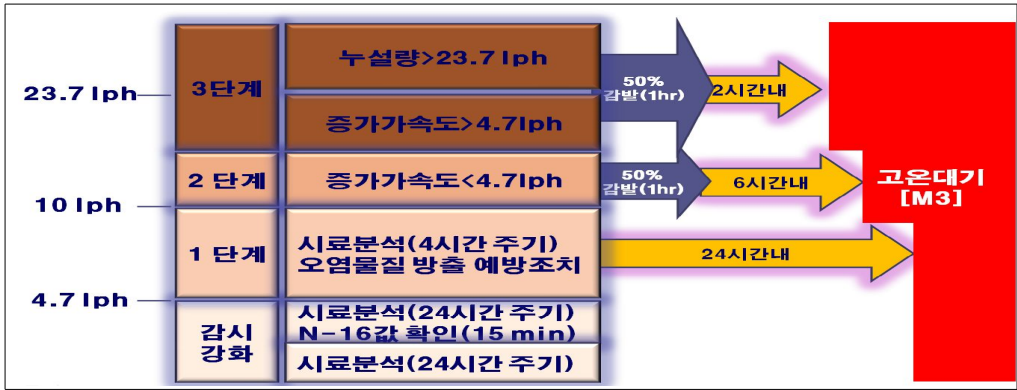 23.7 lph
10 lph
4.7 lph
3단계
누설량>23.7 lph
증가가속도>4.7lph
50%
감발(1hr)
2시간내
2 단계
증가가속도<4.7lph
50%
감발(1hr)
6시간내
1 단계
시료분석(4시간 주기)
오염물질 방출 예방조치
24시간내
감시
강화
시료분석(24시간 주기)
N-16값 확인(15 min)
시료분석(24시간 주기)
고온대기
[M3]